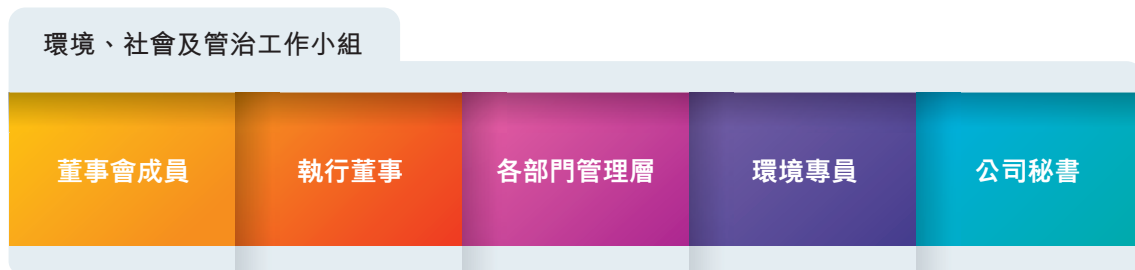 環境、社會及管治工作小組
董事會成員
執行董事
各部門管理層
環境專員
公司秘書